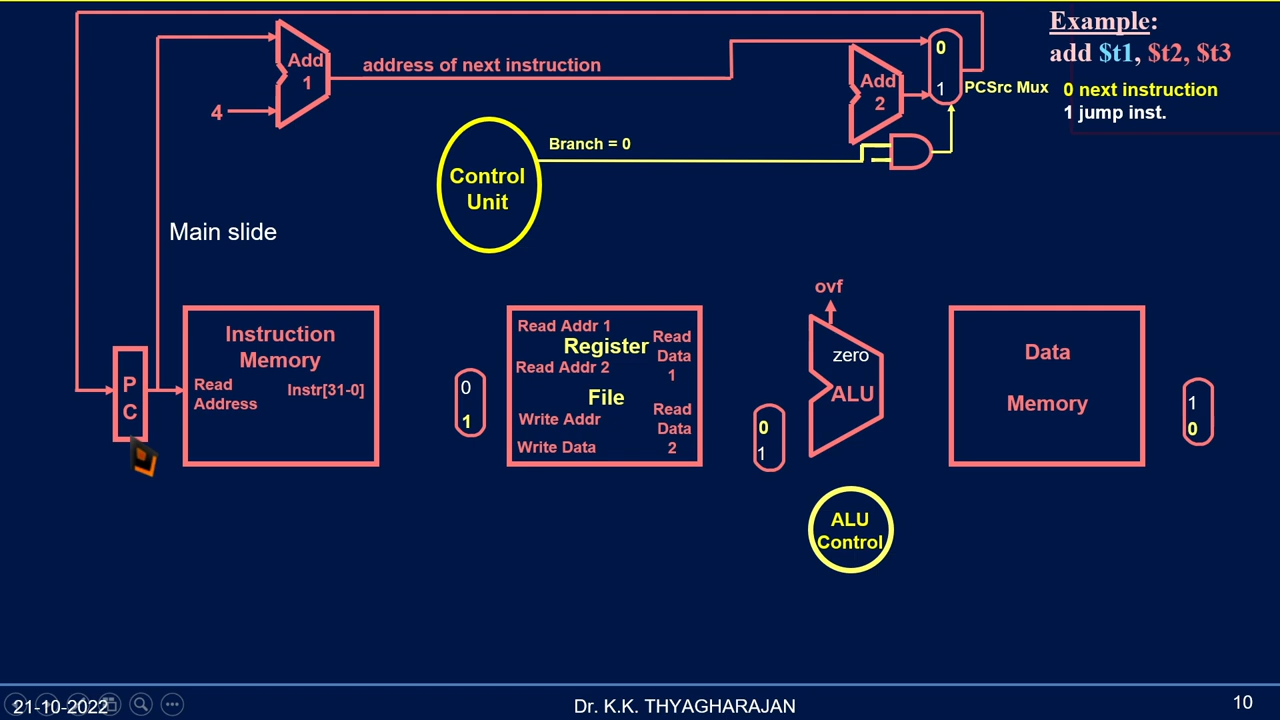 Example:
add $t1, $t2, $t3
0 next instruction
1 jump inst.
Add
1
4
address of next instruction
Add
2
0
1
PCSrc Mux
Branch = 0
Control
Unit
Main slide
P
C
Instruction
Memory
Read
Address
Instr[31-0]
0
1
Read Addr 1
Register
Read Addr 2
File
Write Addr
Write Data
Read
Data
1
Read
Data
2
0
1
ovf
zero
ALU
ALU
Control
Data
Memory
1
0
21-10-2022
Dr. K.K. THYAGHARAJAN
10